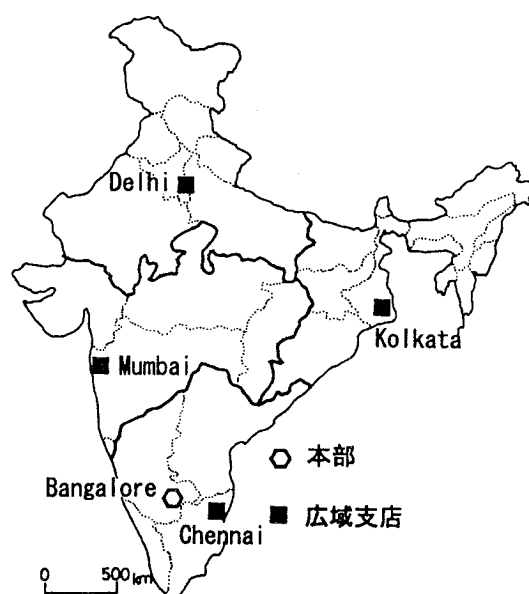 Delhi
Kolkata
Mumbai
本部
Bangalore
広域支店
Chennai
0 500km